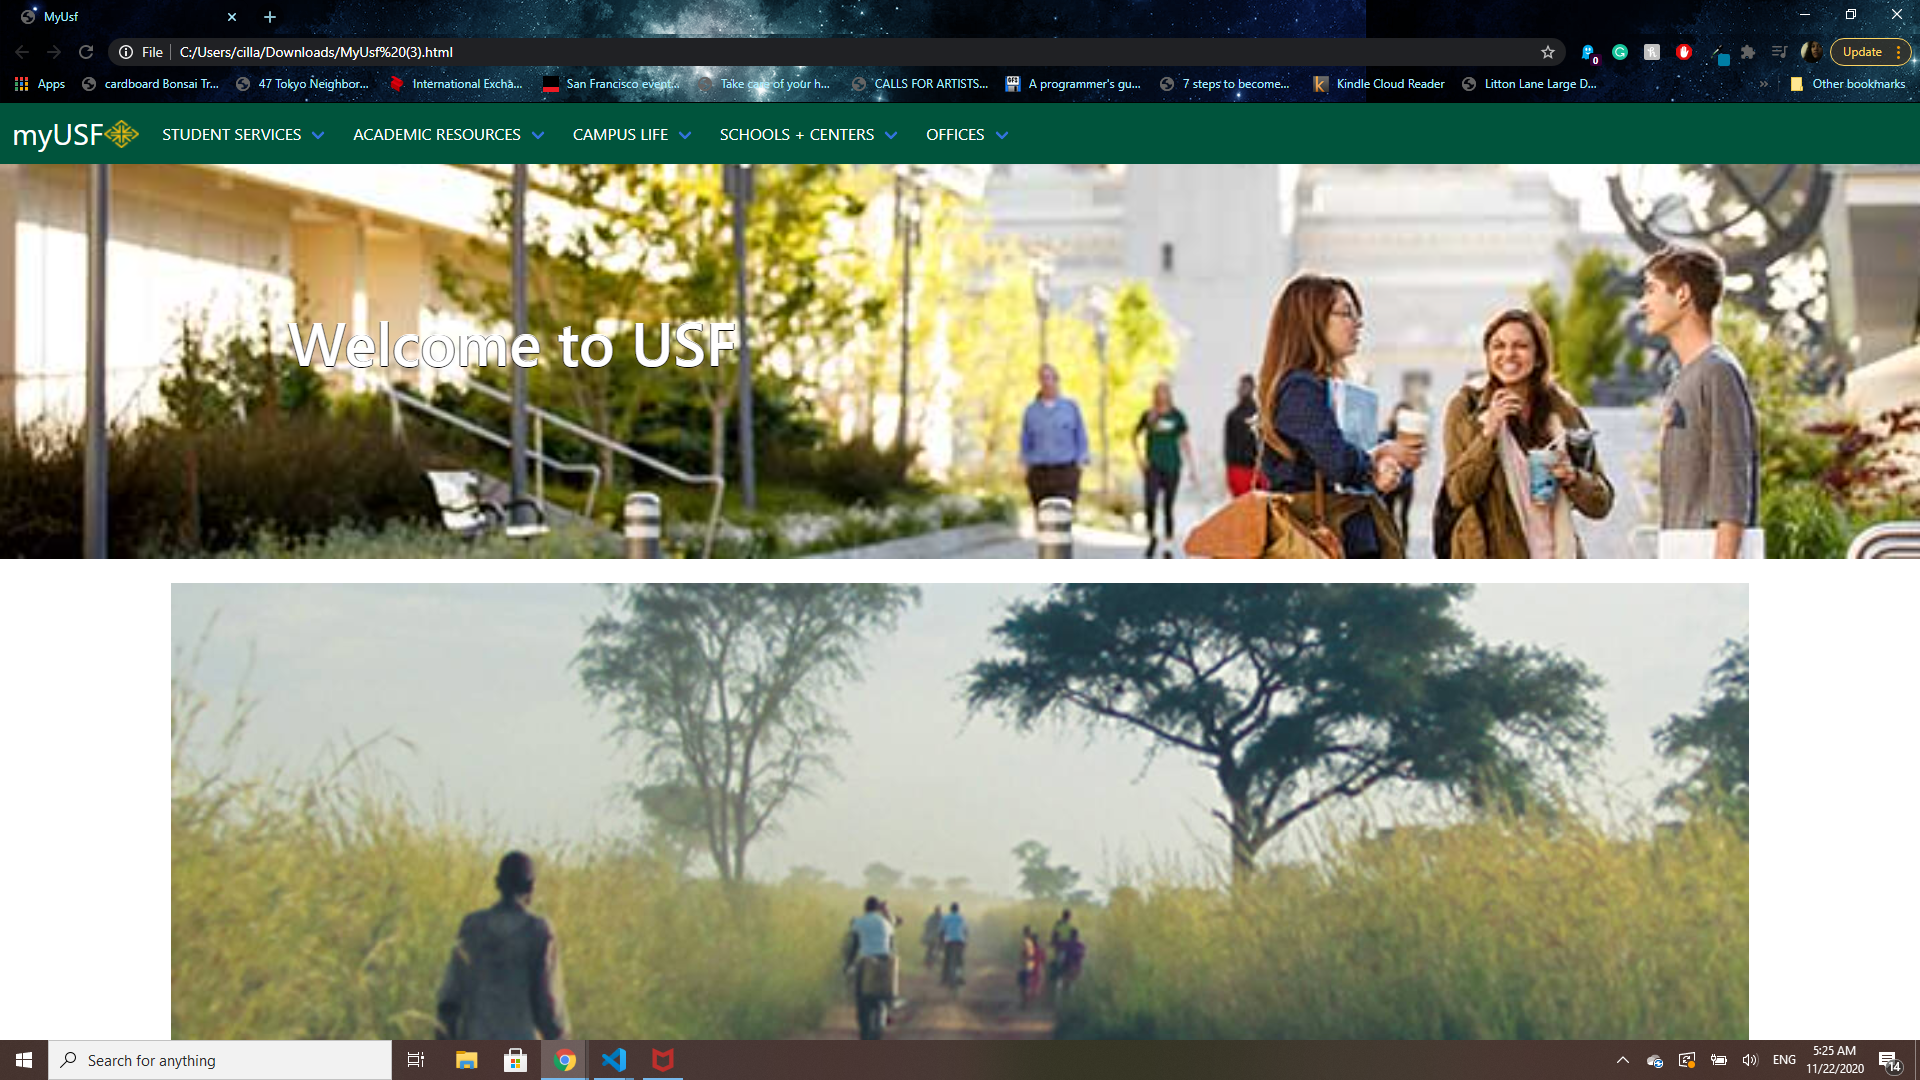 MyUsf
File
C:/Users/cilla/Downloads/MyUsf%20(3).html
0
Update
Apps
cardboard Bonsai Tr...
47 Tokyo Neighbor...
International Excha...
San Francisco event...
Take care of your h...
CALLS FOR ARTISTS...
A programmer's gu...
7 steps to become...
Kindle Cloud Reader
Litton Lane Large D...
»
Other bookmarks
myUSF
STUDENT SERVICES
ACADEMIC RESOURCES
CAMPUS LIFE
SCHOOLS + CENTERS
OFFICES
Welcome to USF
Search for anything
ENG
5:25 AM
11/22/2020
14